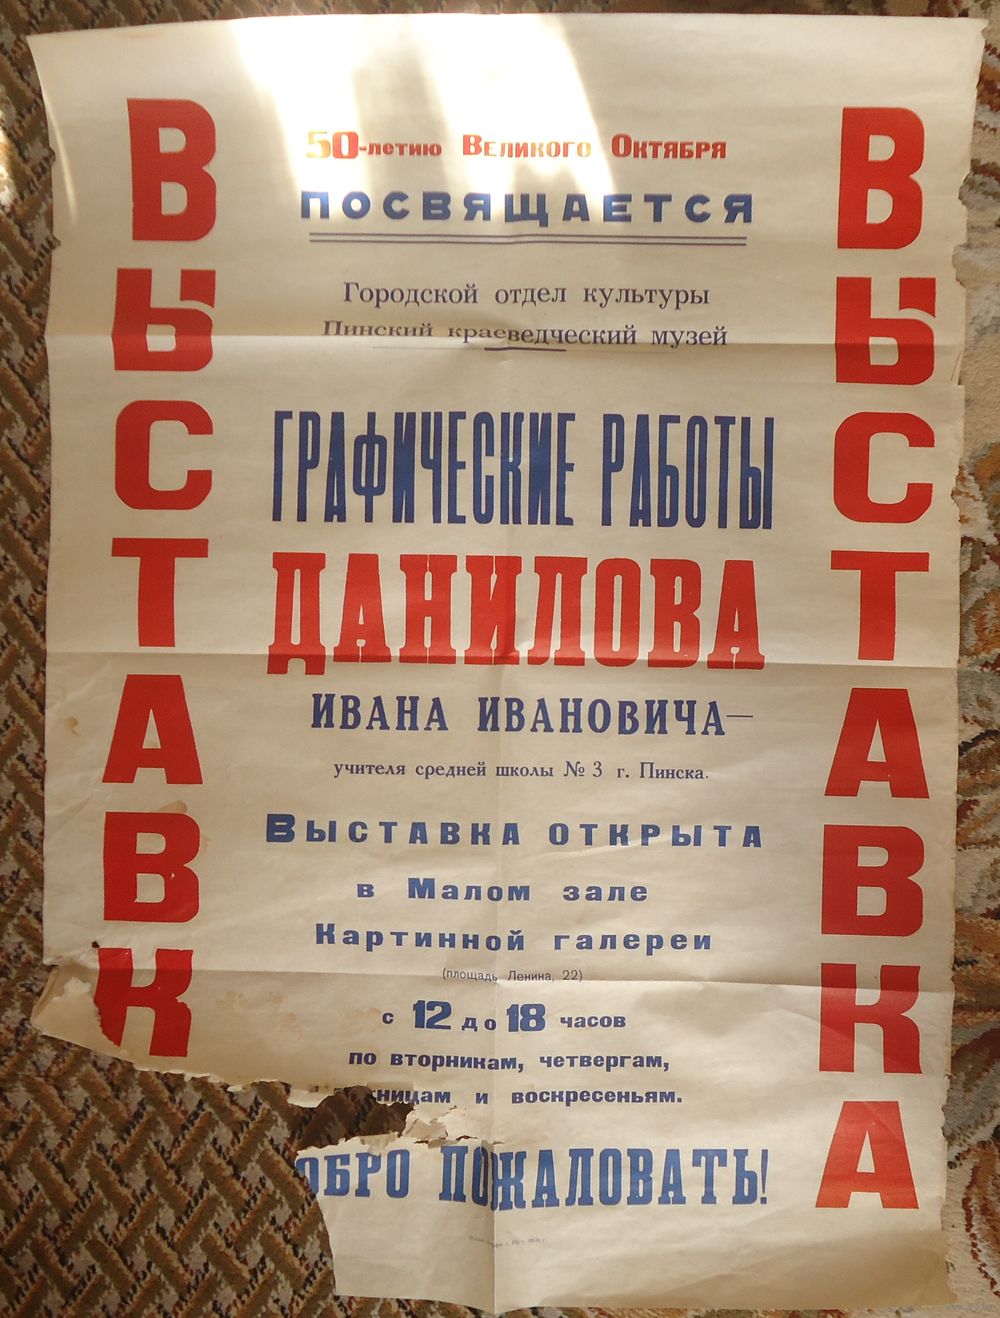 ВЫСТАВК
50-летию Великого Октября
ПОСВЯЩАЕТСЯ
Городской отдел культуры
Пинский краеведческий музей
ГРАФИЧЕСКИЕ РАБОТЫ
ДАНИЛОВА
ИВАНА ИВАНОВИЧА—
учителя средней школы № 3 г. Пинска.
Выставка открыта
в Малом зале
Картинной галереи
(площадь Ленина, 22)
с 12 до 18 часов
по вторникам, четвергам,
ницам и воскресеньям.
ОБРО ПОЖАЛОВАТЬ!
ВЫСТАВКА